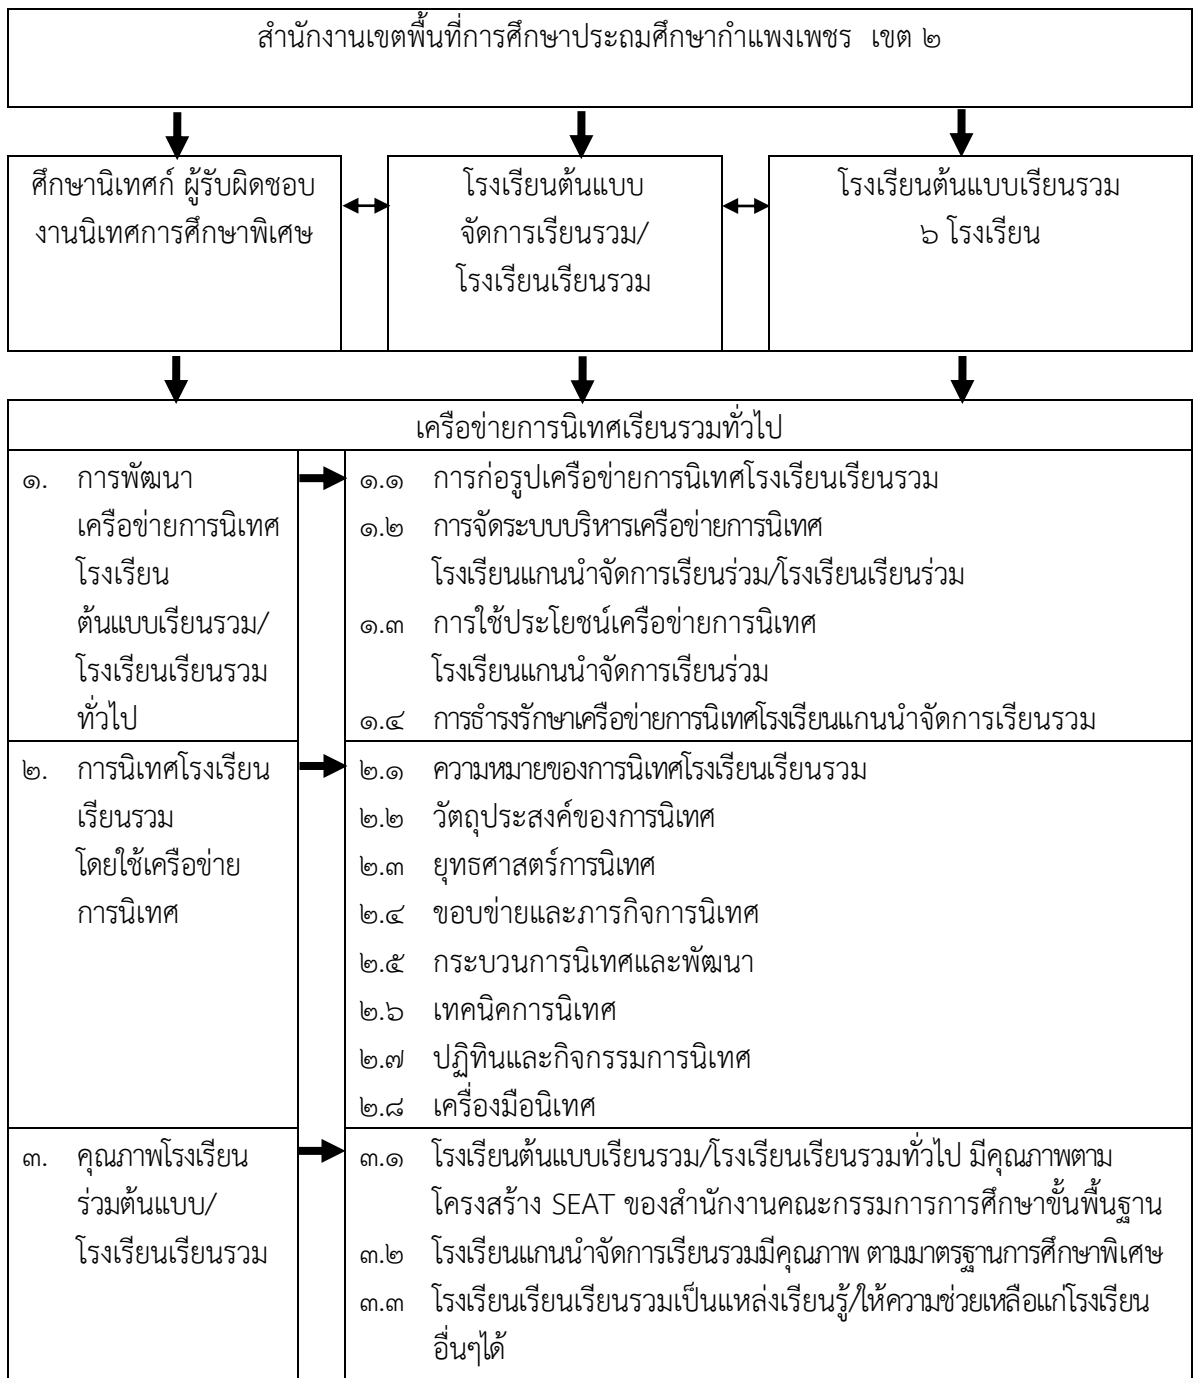 สำนักงานเขตพื้นที่การศึกษาประถมศึกษากำแพงเพชร เขต ๒
ศึกษานิเทศก์ ผู้รับผิดชอบ
งานนิเทศการศึกษาพิเศษ
โรงเรียนต้นแบบ
จัดการเรียนรวม/
โรงเรียนเรียนรวม
โรงเรียนต้นแบบเรียนรวม
๖ โรงเรียน
เครือข่ายการนิเทศเรียนรวมทั่วไป
๑. การพัฒนา
เครือข่ายการนิเทศ
โรงเรียน
ต้นแบบเรียนรวม/
โรงเรียนเรียนรวม
ทั่วไป
๑.๑ การก่อรูปเครือข่ายการนิเทศโรงเรียนเรียนรวม
๑.๒ การจัดระบบบริหารเครือข่ายการนิเทศ
โรงเรียนแกนนำจัดการเรียนร่วม/โรงเรียนเรียนร่วม
๑.๓ การใช้ประโยชน์เครือข่ายการนิเทศ
โรงเรียนแกนนำจัดการเรียนร่วม
๑.๔ การธำรงรักษาเครือข่ายการนิเทศโรงเรียนแกนนำจัดการเรียนรวม
๒. การนิเทศโรงเรียน
เรียนรวม
โดยใช้เครือข่าย
การนิเทศ
๒.๑ ความหมายของการนิเทศโรงเรียนเรียนรวม
๒.๒ วัตถุประสงค์ของการนิเทศ
๒.๓ ยุทธศาสตร์การนิเทศ
๒.๔ ขอบข่ายและภารกิจการนิเทศ
๒.๕ กระบวนการนิเทศและพัฒนา
๒.๖ เทคนิคการนิเทศ
๒.๗ ปฏิทินและกิจกรรมการนิเทศ
๒.๘ เครื่องมือนิเทศ
๓. คุณภาพโรงเรียน
ร่วมต้นแบบ/
โรงเรียนเรียนรวม
๓.๑ โรงเรียนต้นแบบเรียนรวม/โรงเรียนเรียนรวมทั่วไป มีคุณภาพตาม
โครงสร้าง SEAT ของสำนักงานคณะกรรมการการศึกษาขั้นพื้นฐาน
๓.๒ โรงเรียนแกนนำจัดการเรียนรวมมีคุณภาพ ตามมาตรฐานการศึกษาพิเศษ
๓.๓ โรงเรียนเรียนเรียนรวมเป็นแหล่งเรียนรู้/ให้ความช่วยเหลือแก่โรงเรียน
อื่นๆได้